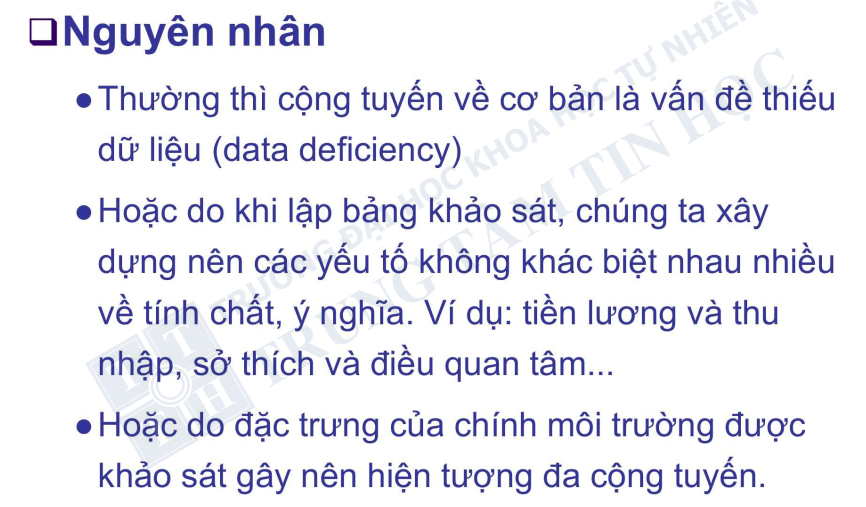 Nguyên nhân
Thường thì cộng tuyến về cơ bản là vấn đề thiếu
dữ liệu (data deficiency)
Hoặc do khi lập bảng khảo sát, chúng ta xây
dựng nên các yếu tố không khác biệt nhau nhiều
về tính chất, ý nghĩa. Ví dụ: tiền lương và thu
nhập, sở thích và điều quan tâm...
Hoặc do đặc trưng của chính môi trường được
khảo sát gây nên hiện tượng đa cộng tuyến.
TRƯỜNG ĐẠI HỌC KHOA HỌC TỰ NHIÊN
TRUNG TÂM TIN HỌC